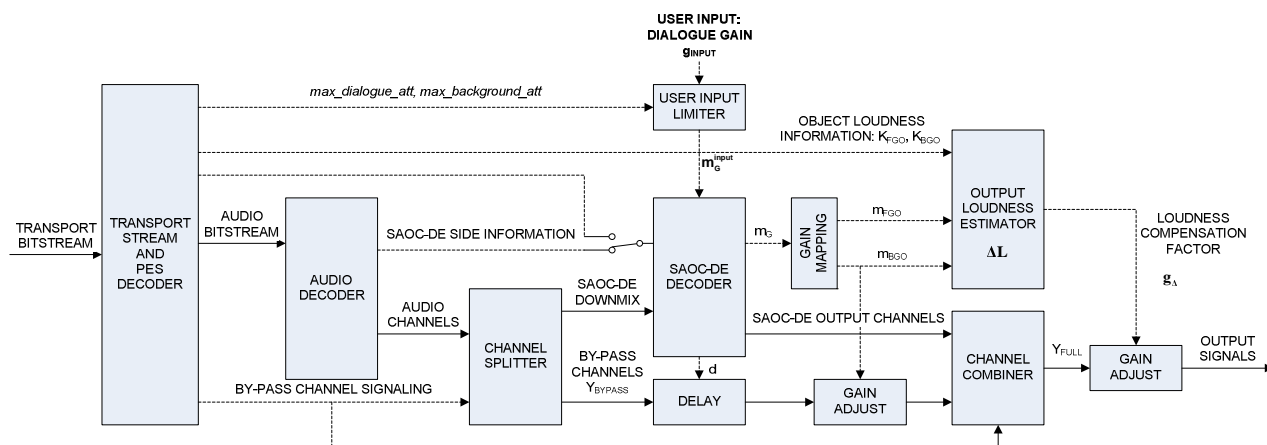 USER INPUT:
DIALOGUE GAIN
gINPUT
max_dialogue_att, max_background_att
USER INPUT
LIMITER
OBJECT LOUDNESS
INFORMATION: KFGO, KBGO
mG input
TRANSPORT
BITSTREAM
TRANSPORT
STREAM
AND
PES
DECODER
AUDIO
BITSTREAM
AUDIO
DECODER
SAOC-DE SIDE INFORMATION
SAOC-DE
DECODER
mG
GAIN
MAPPING
mFGO
mBGO
OUTPUT
LOUDNESS
ESTIMATOR
ΔL
LOUDNESS
COMPENSATION
FACTOR
gΔ
AUDIO
CHANNELS
CHANNEL
SPLITTER
SAOC-DE
DOWNMIX
SAOC-DE OUTPUT CHANNELS
BY-PASS
CHANNELS
YBYPASS
d
DELAY
GAIN
ADJUST
CHANNEL
COMBINER
YFULL
GAIN
ADJUST
OUTPUT
SIGNALS
BY-PASS CHANNEL SIGNALING